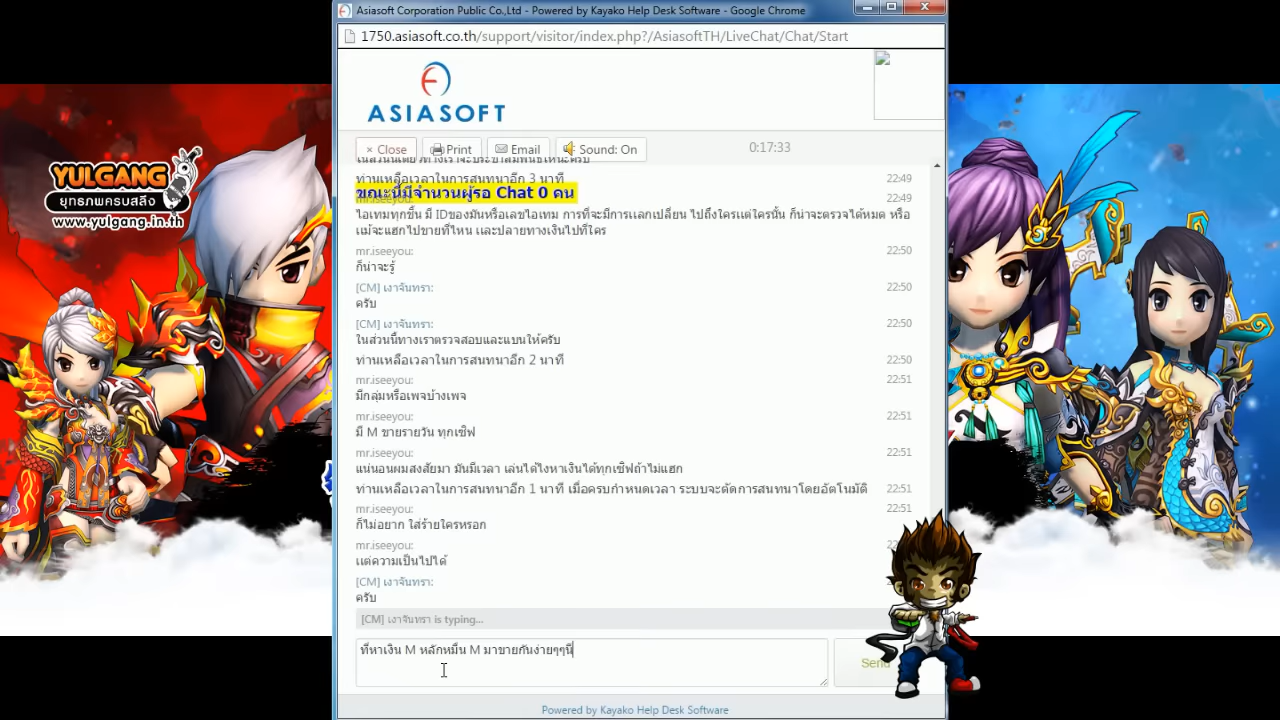 Asiasoft Corporation Public Co.,Ltd - Powered by Kayako Help Desk Software - Google Chrome
1750.asiasoft.co.th/support/visitor/index.php?/AsiasoftTH/LiveChat/Chat/Start
ASIASOFT
× Close Print Email Sound: On 0:17:33
ท่านเหลือเวลาในการสนทนาอีก 3 นาที 22:49
ขณะนี้มีจำนวนผู้รอ Chat 0 คน
mr.iseeyou: 22:49
ไอเทมทุกชิ้น มี IDของมันหรือเลขไอเทม การที่จะมีการแลกเปลี่ยน ไปถึงใครแต่ใครนั้น ก็น่าจะตรวจได้หมด หรือ
แม้จะแฮกไปขายที่ไหน และปลายทางเงินไปที่ใคร
mr.iseeyou: 22:50
ก็น่าจะรู้
[CM] เงาจันทรา: 22:50
ครับ
[CM] เงาจันทรา: 22:50
ในส่วนนี้ทางเราตรวจสอบและแบนให้ครับ
ท่านเหลือเวลาในการสนทนาอีก 2 นาที 22:50
mr.iseeyou: 22:51
มีกลุ่มหรือเพจบ้างเพจ
mr.iseeyou: 22:51
มี M ขายรายวัน ทุกเซิฟ
mr.iseeyou: 22:51
แน่นอนผมสงสัยมา มันมีเวลา เล่นได้ไงหาเงินได้ทุกเซิฟถ้าไม่แฮก
ท่านเหลือเวลาในการสนทนาอีก 1 นาที เมื่อครบกำหนดเวลา ระบบจะตัดการสนทนาโดยอัตโนมัติ 22:51
mr.iseeyou: 22:51
ก็ไม่อยาก ใส่ร้ายใครหรอก
mr.iseeyou:
แต่ความเป็นไปได้
[CM] เงาจันทรา:
ครับ
[CM] เงาจันทรา is typing...
ที่หาเงิน M หลักหมื่น M มาขายกันง่ายๆๆนี่
Send
Powered by Kayako Help Desk Software
YULGANG
ยุทธภพครบสลึง
www.yulgang.in.th